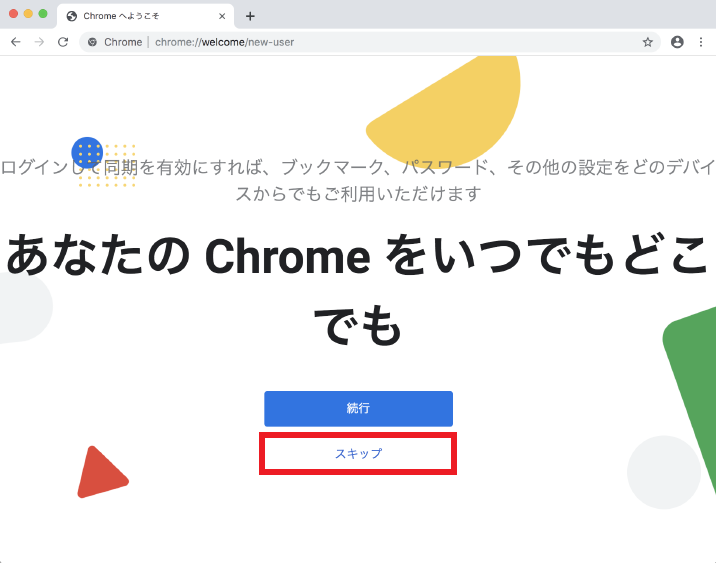 Chrome へようこそ
Chrome | chrome://welcome/new-user
ログインして同期を有効にすれば、ブックマーク、パスワード、その他の設定をどのデバイ
スからでもご利用いただけます
あなたの Chrome をいつでもどこ
でも
続行
スキップ